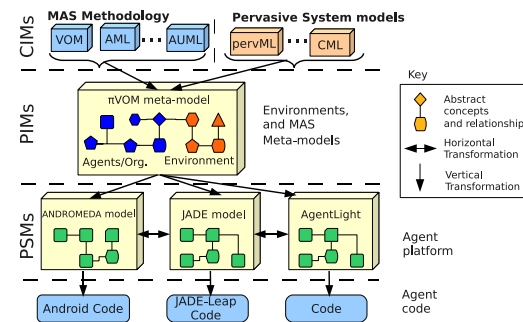 MAS Methodology
Pervasive System models
CIMs
VOM
AML
AUML
pervML
CML
PIMs
πVOM meta-model
Agents/Org.
Environment
Environments,
and MAS
Meta-models
Key
Abstract
concepts
and relationship
Horizontal
Transformation
Vertical
Transformation
PSMs
ANDROMEDA model
JADE model
AgentLight
Agent
platform
Android Code
JADE-Leap
Code
Code
Agent
code